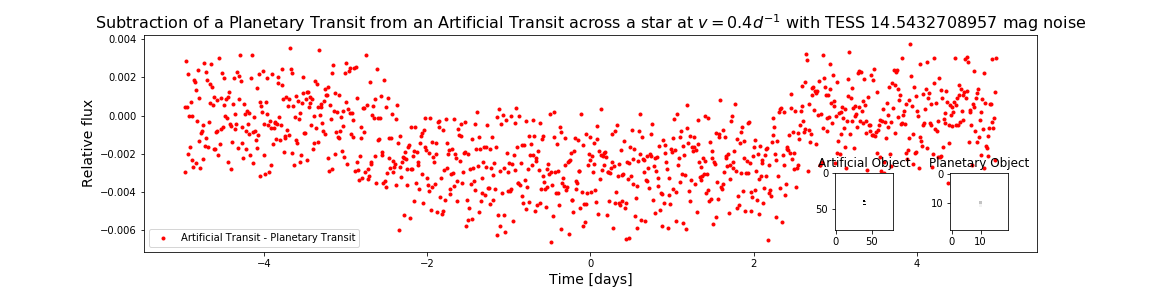 Subtraction of a Planetary Transit from an Artificial Transit across a star at v = 0.4d⁻¹ with TESS 14.5432708957 mag noise
0.004
0.002
0.000
−0.002
−0.004
−0.006
Relative flux
Artificial Transit - Planetary Transit
Artificial Object
0
50
0 50
Planetary Object
0
10
0 10
−4 −2 0 2 4
Time [days]